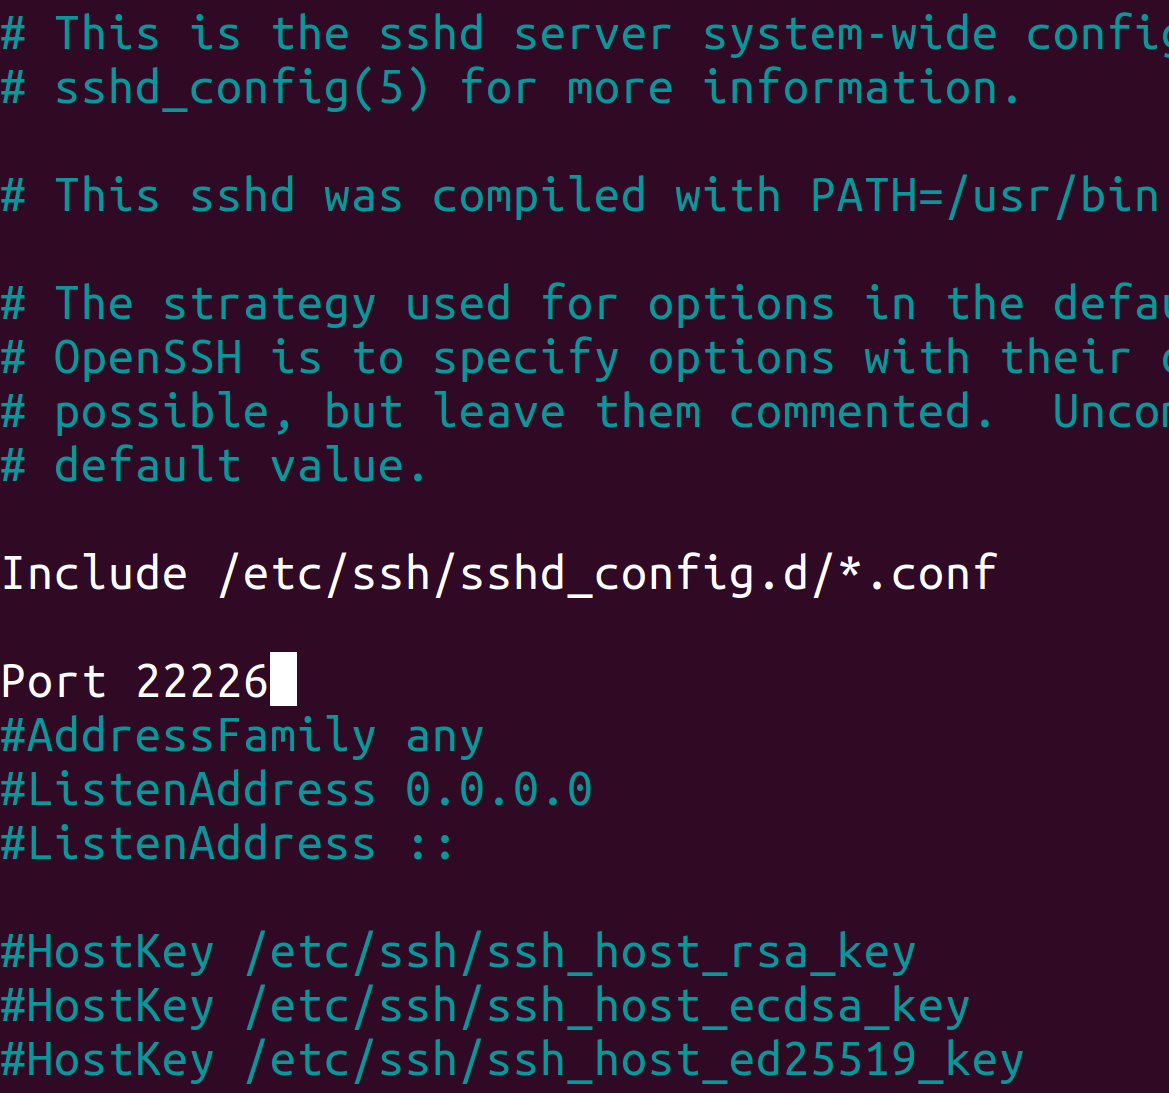 # This is the sshd server system-wide
# sshd_config(5) for more information.
# This sshd was compiled with PATH=/usr/bin
# The strategy used for options in the
# OpenSSH is to specify options with their
# possible, but leave them commented.
# default value.
Include /etc/ssh/sshd_config.d/*.conf
Port 22226
#AddressFamily any
#ListenAddress 0.0.0.0
#ListenAddress ::
#HostKey /etc/ssh/ssh_host_rsa_key
#HostKey /etc/ssh/ssh_host_ecdsa_key
#HostKey /etc/ssh/ssh_host_ed25519_key